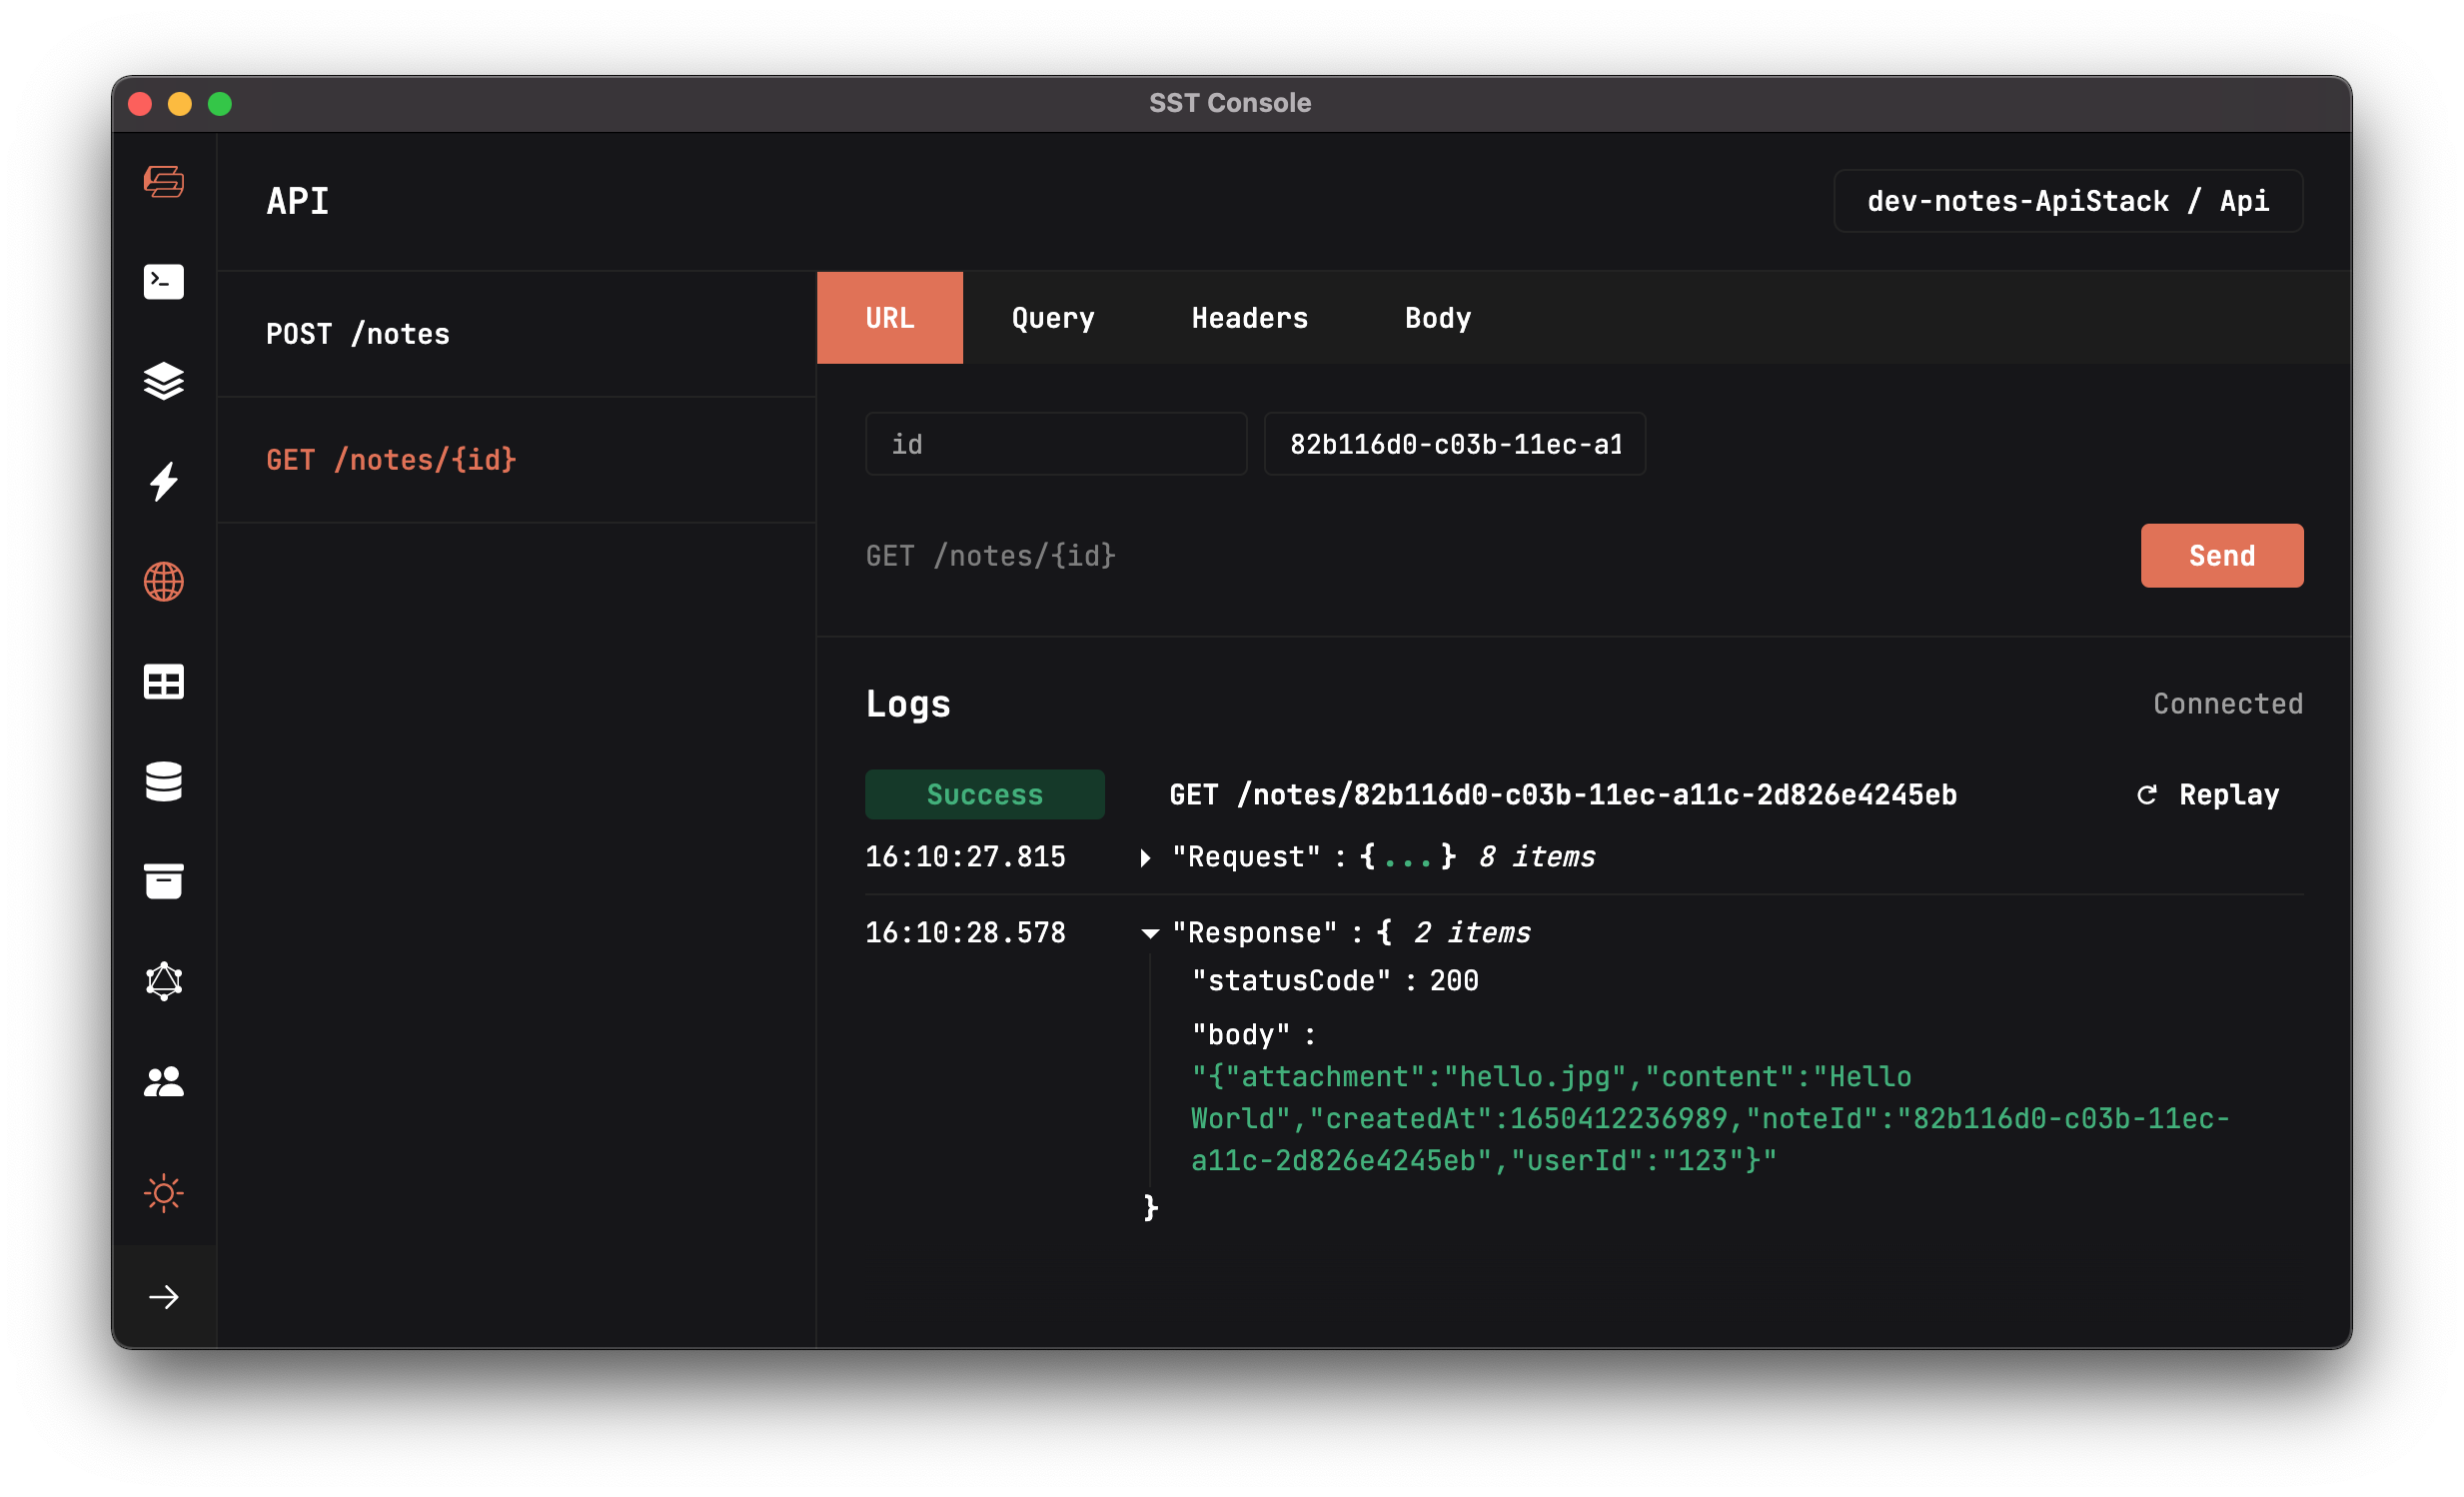 SST Console
API
dev-notes-ApiStack / Api
POST /notes
GET /notes/{id}
URL Query Headers Body
id 82b116d0-c03b-11ec-a1
GET /notes/{id}
Send
Logs
Connected
Success GET /notes/82b116d0-c03b-11ec-a11c-2d826e4245eb Replay
16:10:27.815 "Request" : {...} 8 items
16:10:28.578 "Response" : { 2 items
"statusCode" : 200
"body" :
"{"attachment":"hello.jpg","content":"Hello
World","createdAt":1650412236989,"noteId":"82b116d0-c03b-11ec-
a11c-2d826e4245eb","userId":"123"}"
}